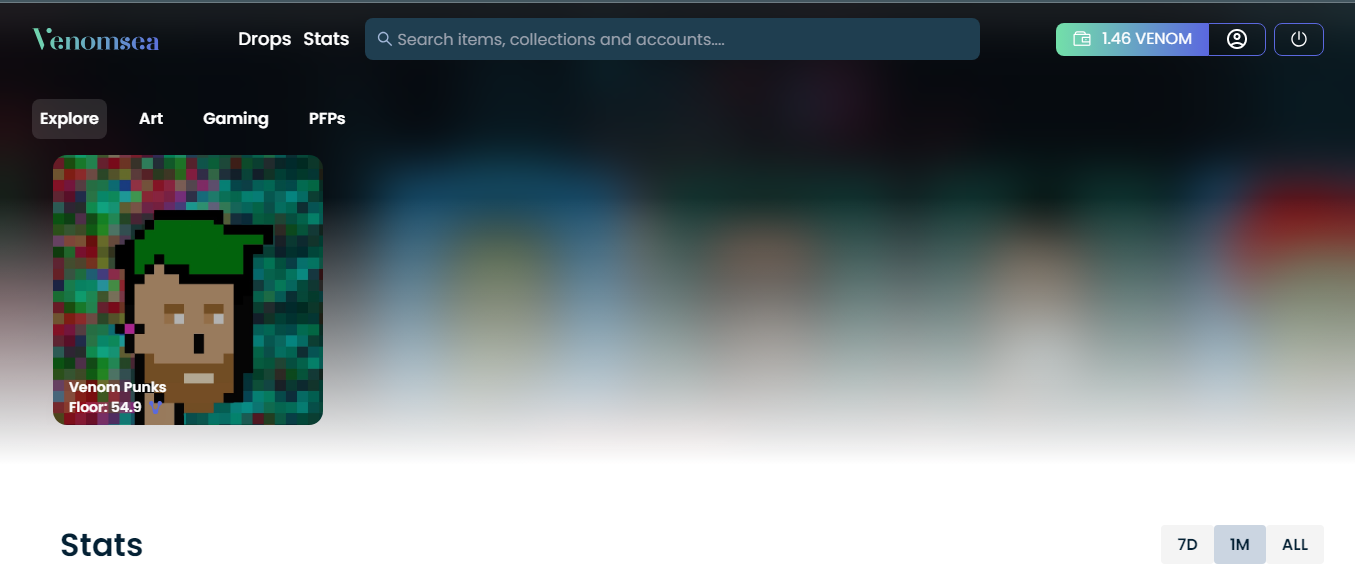 Venomsea
Drops Stats
Search items, collections and accounts....
1.46 VENOM
Explore Art Gaming PFPs
Venom Punks
Floor: 54.9
Stats
7D 1M ALL